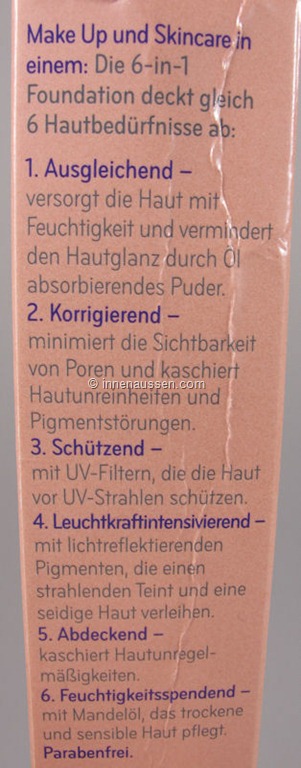 Make Up und Skincare in
einem: Die 6-in-1
Foundation deckt gleich
6 Hautbedürfnisse ab:
1. Ausgleichend –
versorgt die Haut mit
Feuchtigkeit und vermindert
den Hautglanz durch Öl
absorbierendes Puder.
2. Korrigierend –
minimiert die Sichtbarkeit
von Poren und kaschiert
© innenaussen.com
Hautunreinheiten und
Pigmentstörungen.
3. Schützend –
mit UV-Filtern, die die Haut
vor UV-Strahlen schützen.
4. Leuchtkraftintensivierend –
mit lichtreflektierenden
Pigmenten, die einen
strahlenden Teint und eine
seidige Haut verleihen.
5. Abdeckend –
kaschiert Hautunregel-
mäßigkeiten.
6. Feuchtigkeitsspendend –
mit Mandelöl, das trockene
und sensible Haut pflegt.
Parabenfrei.